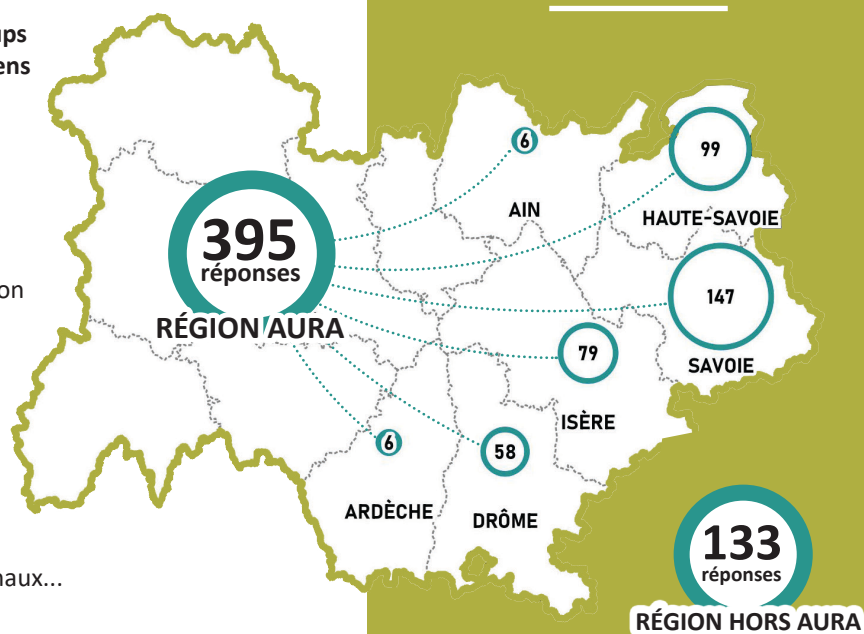 ups
ens
on
naux...
395
réponses
RÉGION AURA
6
AIN
99
HAUTE-SAVOIE
147
SAVOIE
79
ISÈRE
6
ARDÈCHE
58
DRÔME
133
réponses
RÉGION HORS AURA